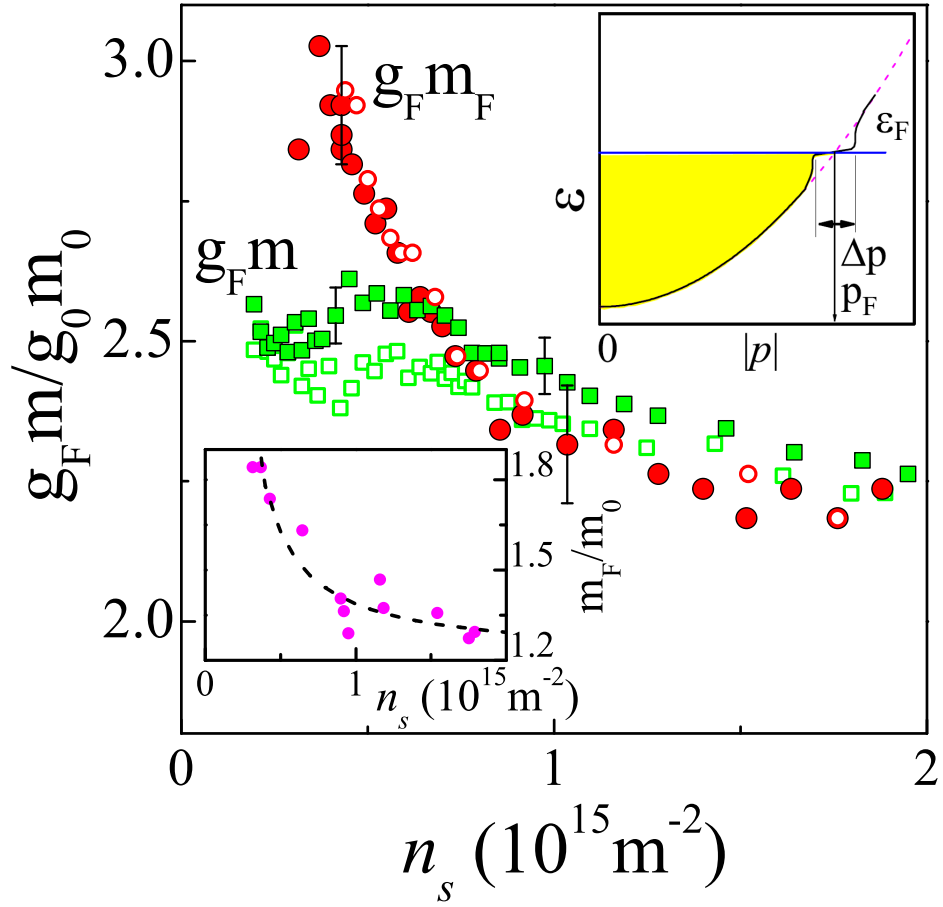 3.0
2.5
2.0
g_F m/g_0 m_0
g_F m_F
g_F m
ε
ε_F
Δp
p_F
0
|p|
1.8
1.5
1.2
m_F/m_0
0
1
n_s (10^15 m^-2)
0
1
2
n_s (10^15 m^-2)